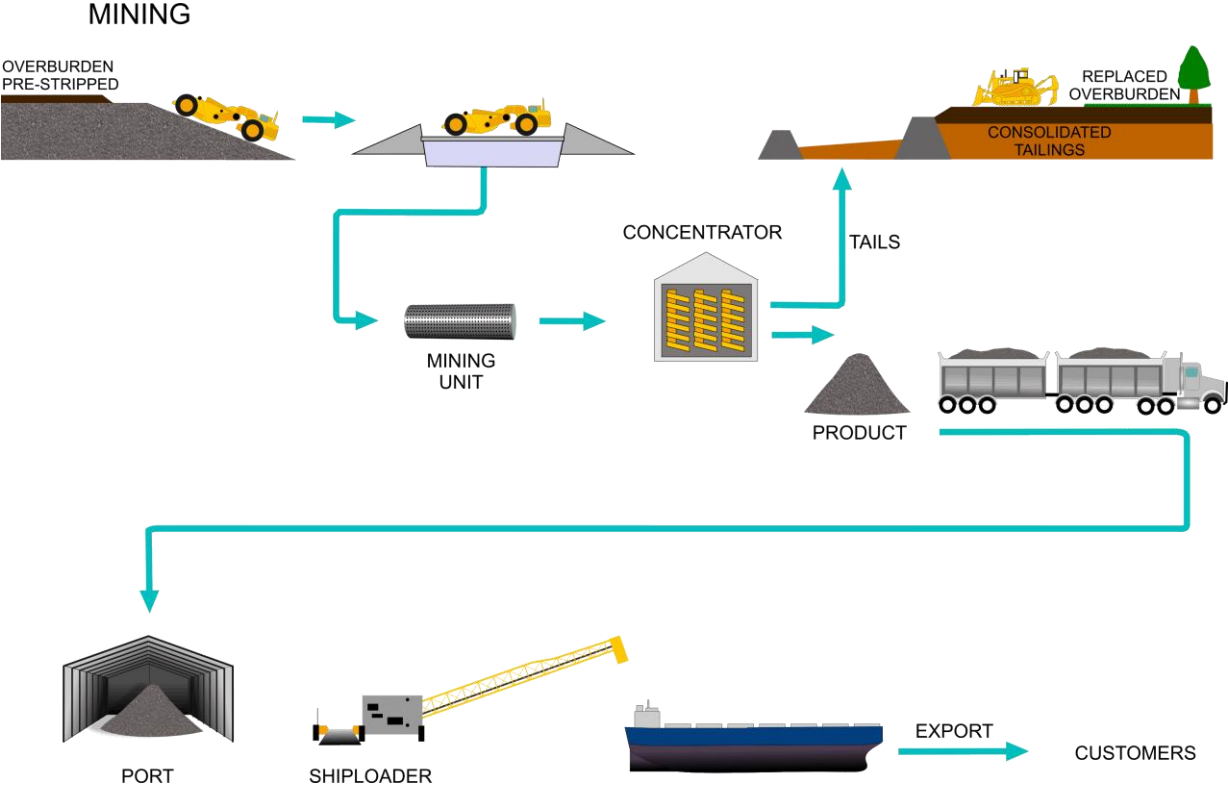 MINING
OVERBURDEN
PRE-STRIPPED
REPLACED
OVERBURDEN
CONSOLIDATED
TAILINGS
CONCENTRATOR
TAILS
MINING
UNIT
PRODUCT
PORT
SHIPLOADER
EXPORT
CUSTOMERS